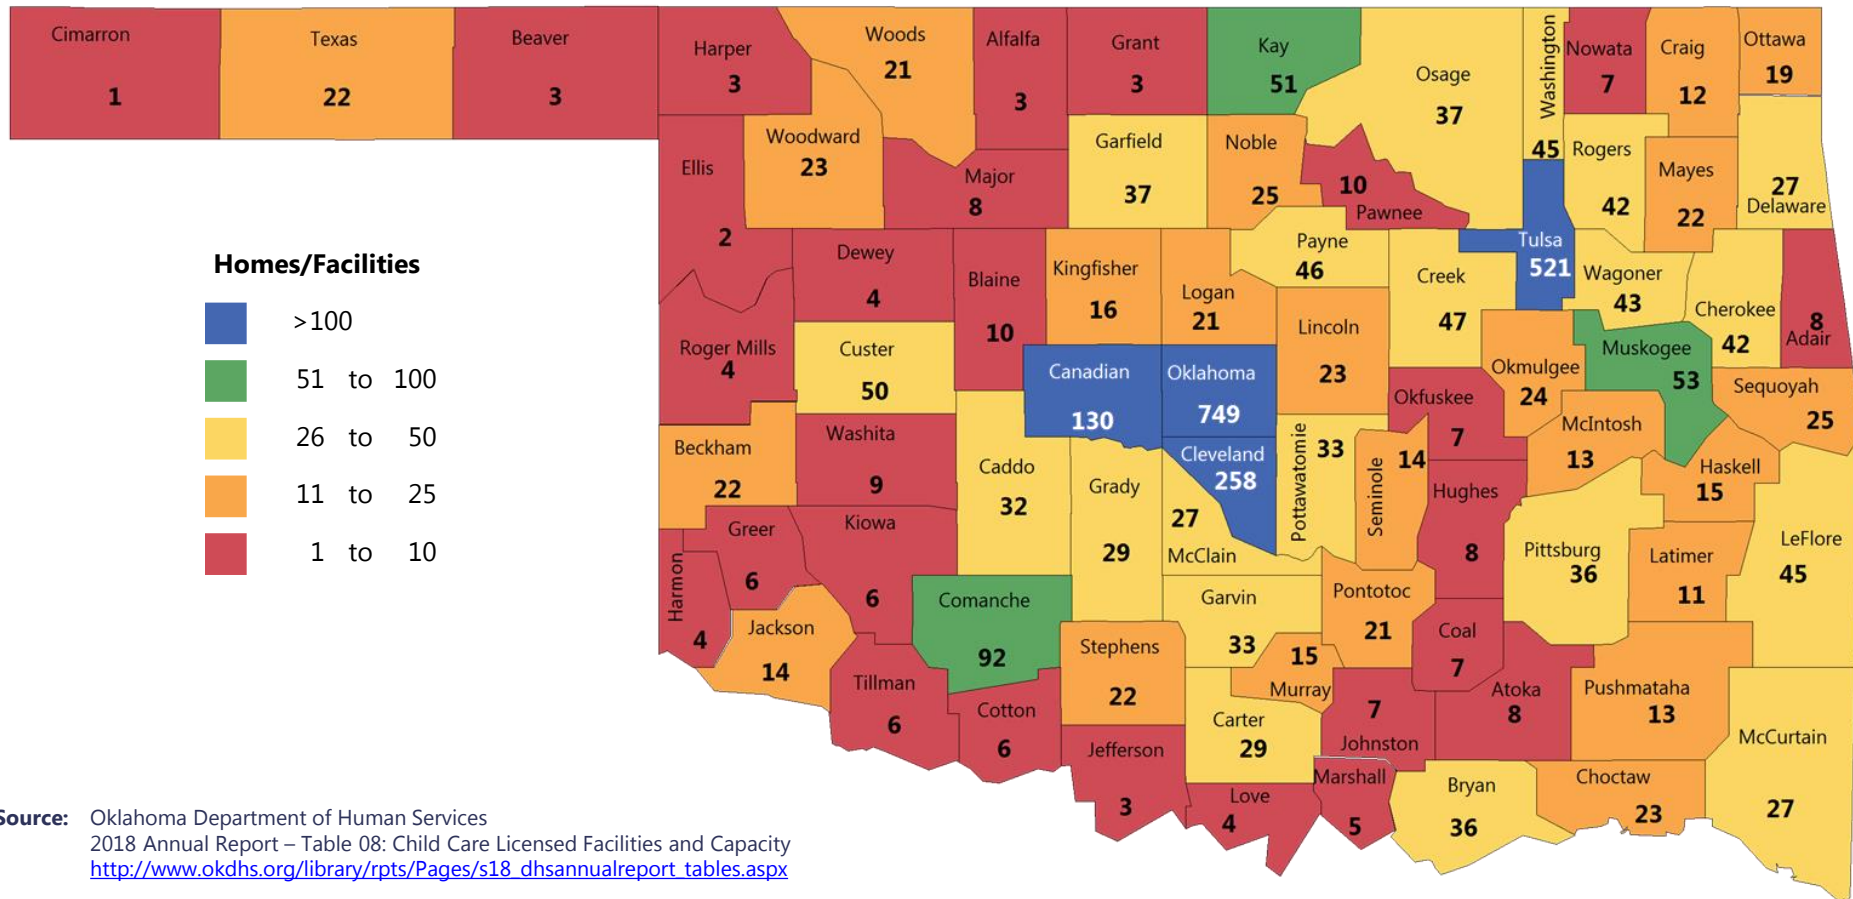 Cimarron
1
Texas
22
Beaver
3
Harper
3
Woods
21
Alfalfa
3
Grant
3
Kay
51
Osage
37
Washington
45
Nowata
7
Craig
12
Ottawa
19
Ellis
2
Woodward
23
Major
8
Garfield
37
Noble
25
10
Pawnee
Rogers
42
Mayes
22
27
Delaware
Dewey
4
Blaine
10
Kingfisher
16
Logan
21
Payne
46
Lincoln
23
Creek
47
Tulsa
521
Wagoner
43
Cherokee
42
8
Adair
Roger Mills
4
Custer
50
Canadian
130
Oklahoma
749
Okfuskee
7
Okmulgee
24
Muskogee
53
Sequoyah
25
Beckham
22
Washita
9
Caddo
32
Grady
29
Cleveland
258
27
McClain
Pottawatomie
33
Seminole
14
Hughes
8
McIntosh
13
Haskell
15
Pittsburg
36
Latimer
11
LeFlore
45
Harmon
4
Greer
6
Kiowa
6
Jackson
14
Comanche
92
Tillman
6
Cotton
6
Stephens
22
Jefferson
3
Garvin
33
15
Murray
Pontotoc
21
Coal
7
Carter
29
7
Johnston
Atoka
8
Pushmataha
13
McCurtain
27
Love
4
Marshall
5
Bryan
36
Choctaw
23
Homes/Facilities
>100
51 to 100
26 to 50
11 to 25
1 to 10
Source: Oklahoma Department of Human Services
2018 Annual Report – Table 08: Child Care Licensed Facilities and Capacity
http://www.okdhs.org/library/rpts/Pages/s18_dhsannualreport_tables.aspx